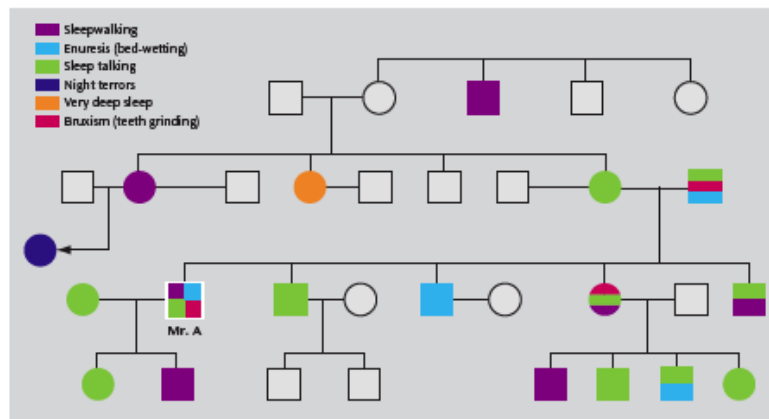 Sleepwalking
Enuresis (bed-wetting)
Sleep talking
Night terrors
Very deep sleep
Bruxism (teeth grinding)
Mr. A